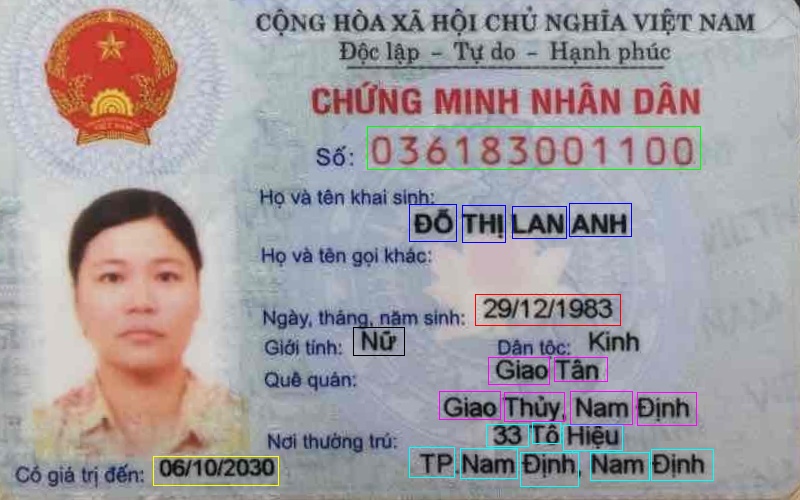 CỘNG HÒA XÃ HỘI CHỦ NGHĨA VIỆT NAM
Độc lập - Tự do - Hạnh phúc
CHỨNG MINH NHÂN DÂN
Số: 036183001100
Họ và tên khai sinh:
ĐỖ THỊ LAN ANH
Họ và tên gọi khác:
Ngày, tháng, năm sinh: 29/12/1983
Giới tính: Nữ Dân tộc: Kinh
Quê quán: Giao Tân
Giao Thủy, Nam Định
Nơi thường trú: 33 Tô Hiệu
TP.Nam Định, Nam Định
Có giá trị đến: 06/10/2030
VIỆT NAM